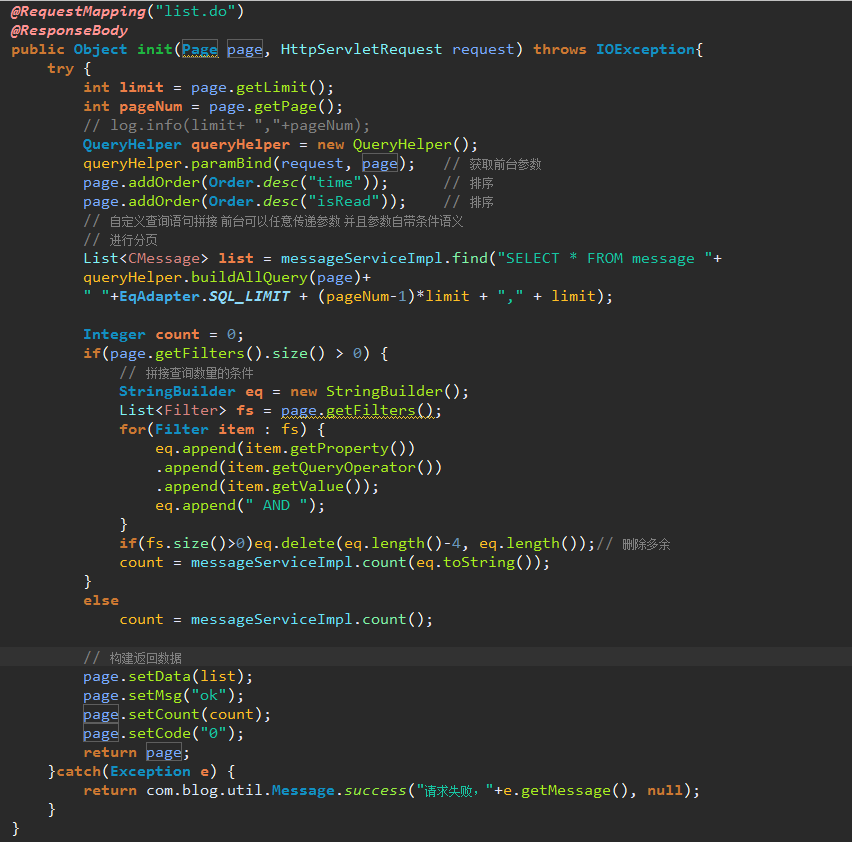 @RequestMapping("list.do")
@ResponseBody
public Object init(Page page, HttpServletRequest request) throws IOException{
    try {
        int limit = page.getLimit();
        int pageNum = page.getPage();
        // log.info(limit+ ","+pageNum);
        QueryHelper queryHelper = new QueryHelper();
        queryHelper.paramBind(request, page);   // 获取前台参数
        page.addOrder(Order.desc("time"));      // 排序
        page.addOrder(Order.desc("isRead"));    // 排序
        // 自定义查询语句拼接 前台可以任意传递参数 并且参数自带条件语义
        // 进行分页
        List<CMessage> list = messageServiceImpl.find("SELECT * FROM message "+
        queryHelper.buildAllQuery(page)+
        " "+EqAdapter.SQL_LIMIT + (pageNum-1)*limit + "," + limit);
        Integer count = 0;
        if(page.getFilters().size() > 0) {
            // 拼接查询数量的条件
            StringBuilder eq = new StringBuilder();
            List<Filter> fs = page.getFilters();
            for(Filter item : fs) {
                eq.append(item.getProperty())
                .append(item.getQueryOperator())
                .append(item.getValue());
                eq.append(" AND ");
            }
            if(fs.size()>0)eq.delete(eq.length()-4, eq.length());// 删除多余
            count = messageServiceImpl.count(eq.toString());
        }
        else
            count = messageServiceImpl.count();
        // 构建返回数据
        page.setData(list);
        page.setMsg("ok");
        page.setCount(count);
        page.setCode("0");
        return page;
    }catch(Exception e) {
        return com.blog.util.Message.success("请求失败，"+e.getMessage(), null);
    }
}